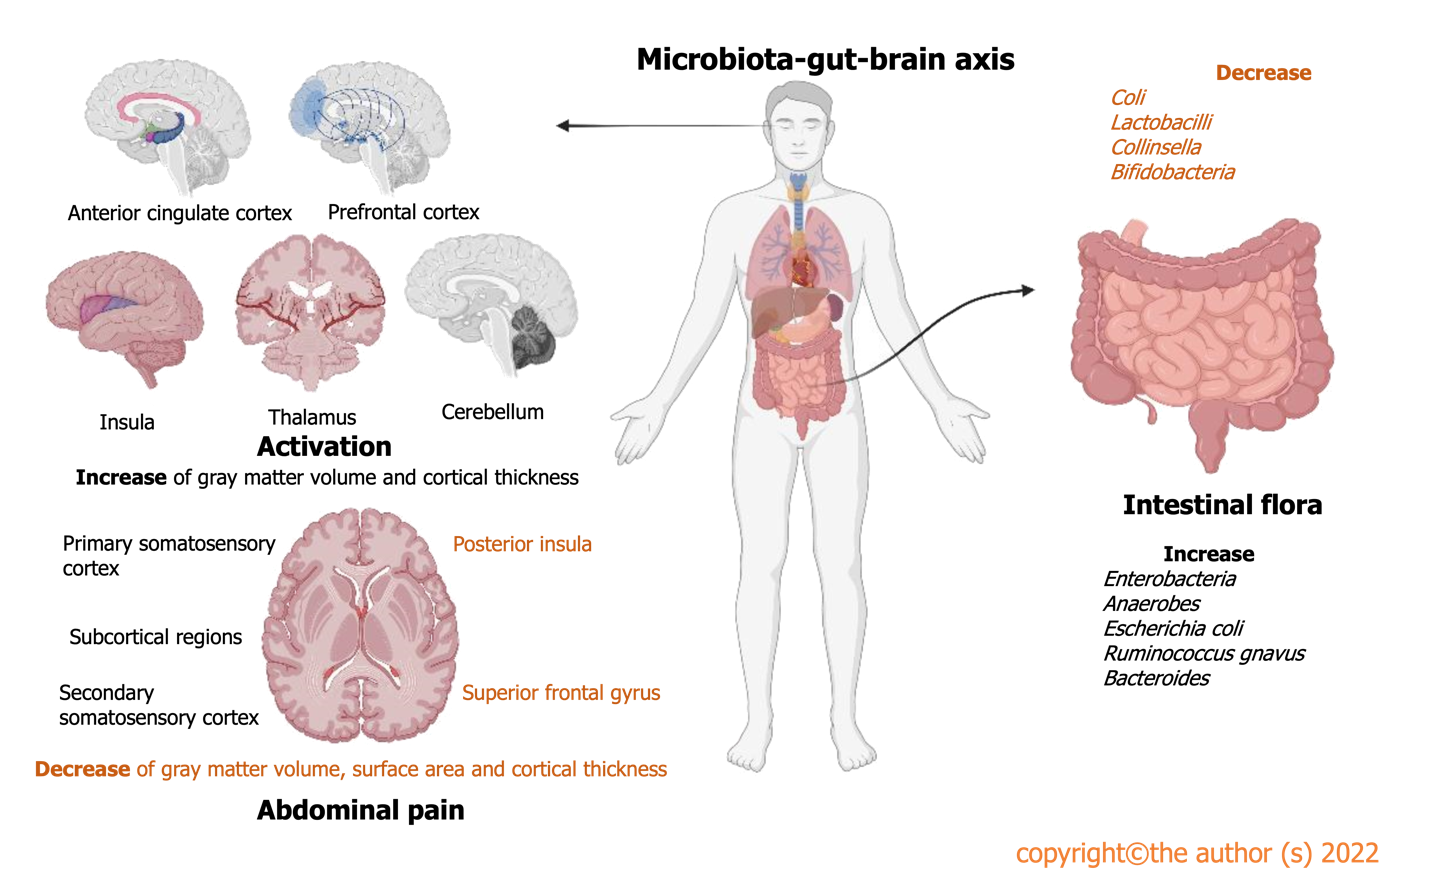 Microbiota-gut-brain axis
Anterior cingulate cortex
Prefrontal cortex
Insula
Thalamus
Cerebellum
Activation
Increase of gray matter volume and cortical thickness
Primary somatosensory
cortex
Posterior insula
Subcortical regions
Secondary
somatosensory cortex
Superior frontal gyrus
Decrease of gray matter volume, surface area and cortical thickness
Abdominal pain
Decrease
Coli
Lactobacilli
Collinsella
Bifidobacteria
Intestinal flora
Increase
Enterobacteria
Anaerobes
Escherichia coli
Ruminococcus gnavus
Bacteroides
copyright©the author (s) 2022